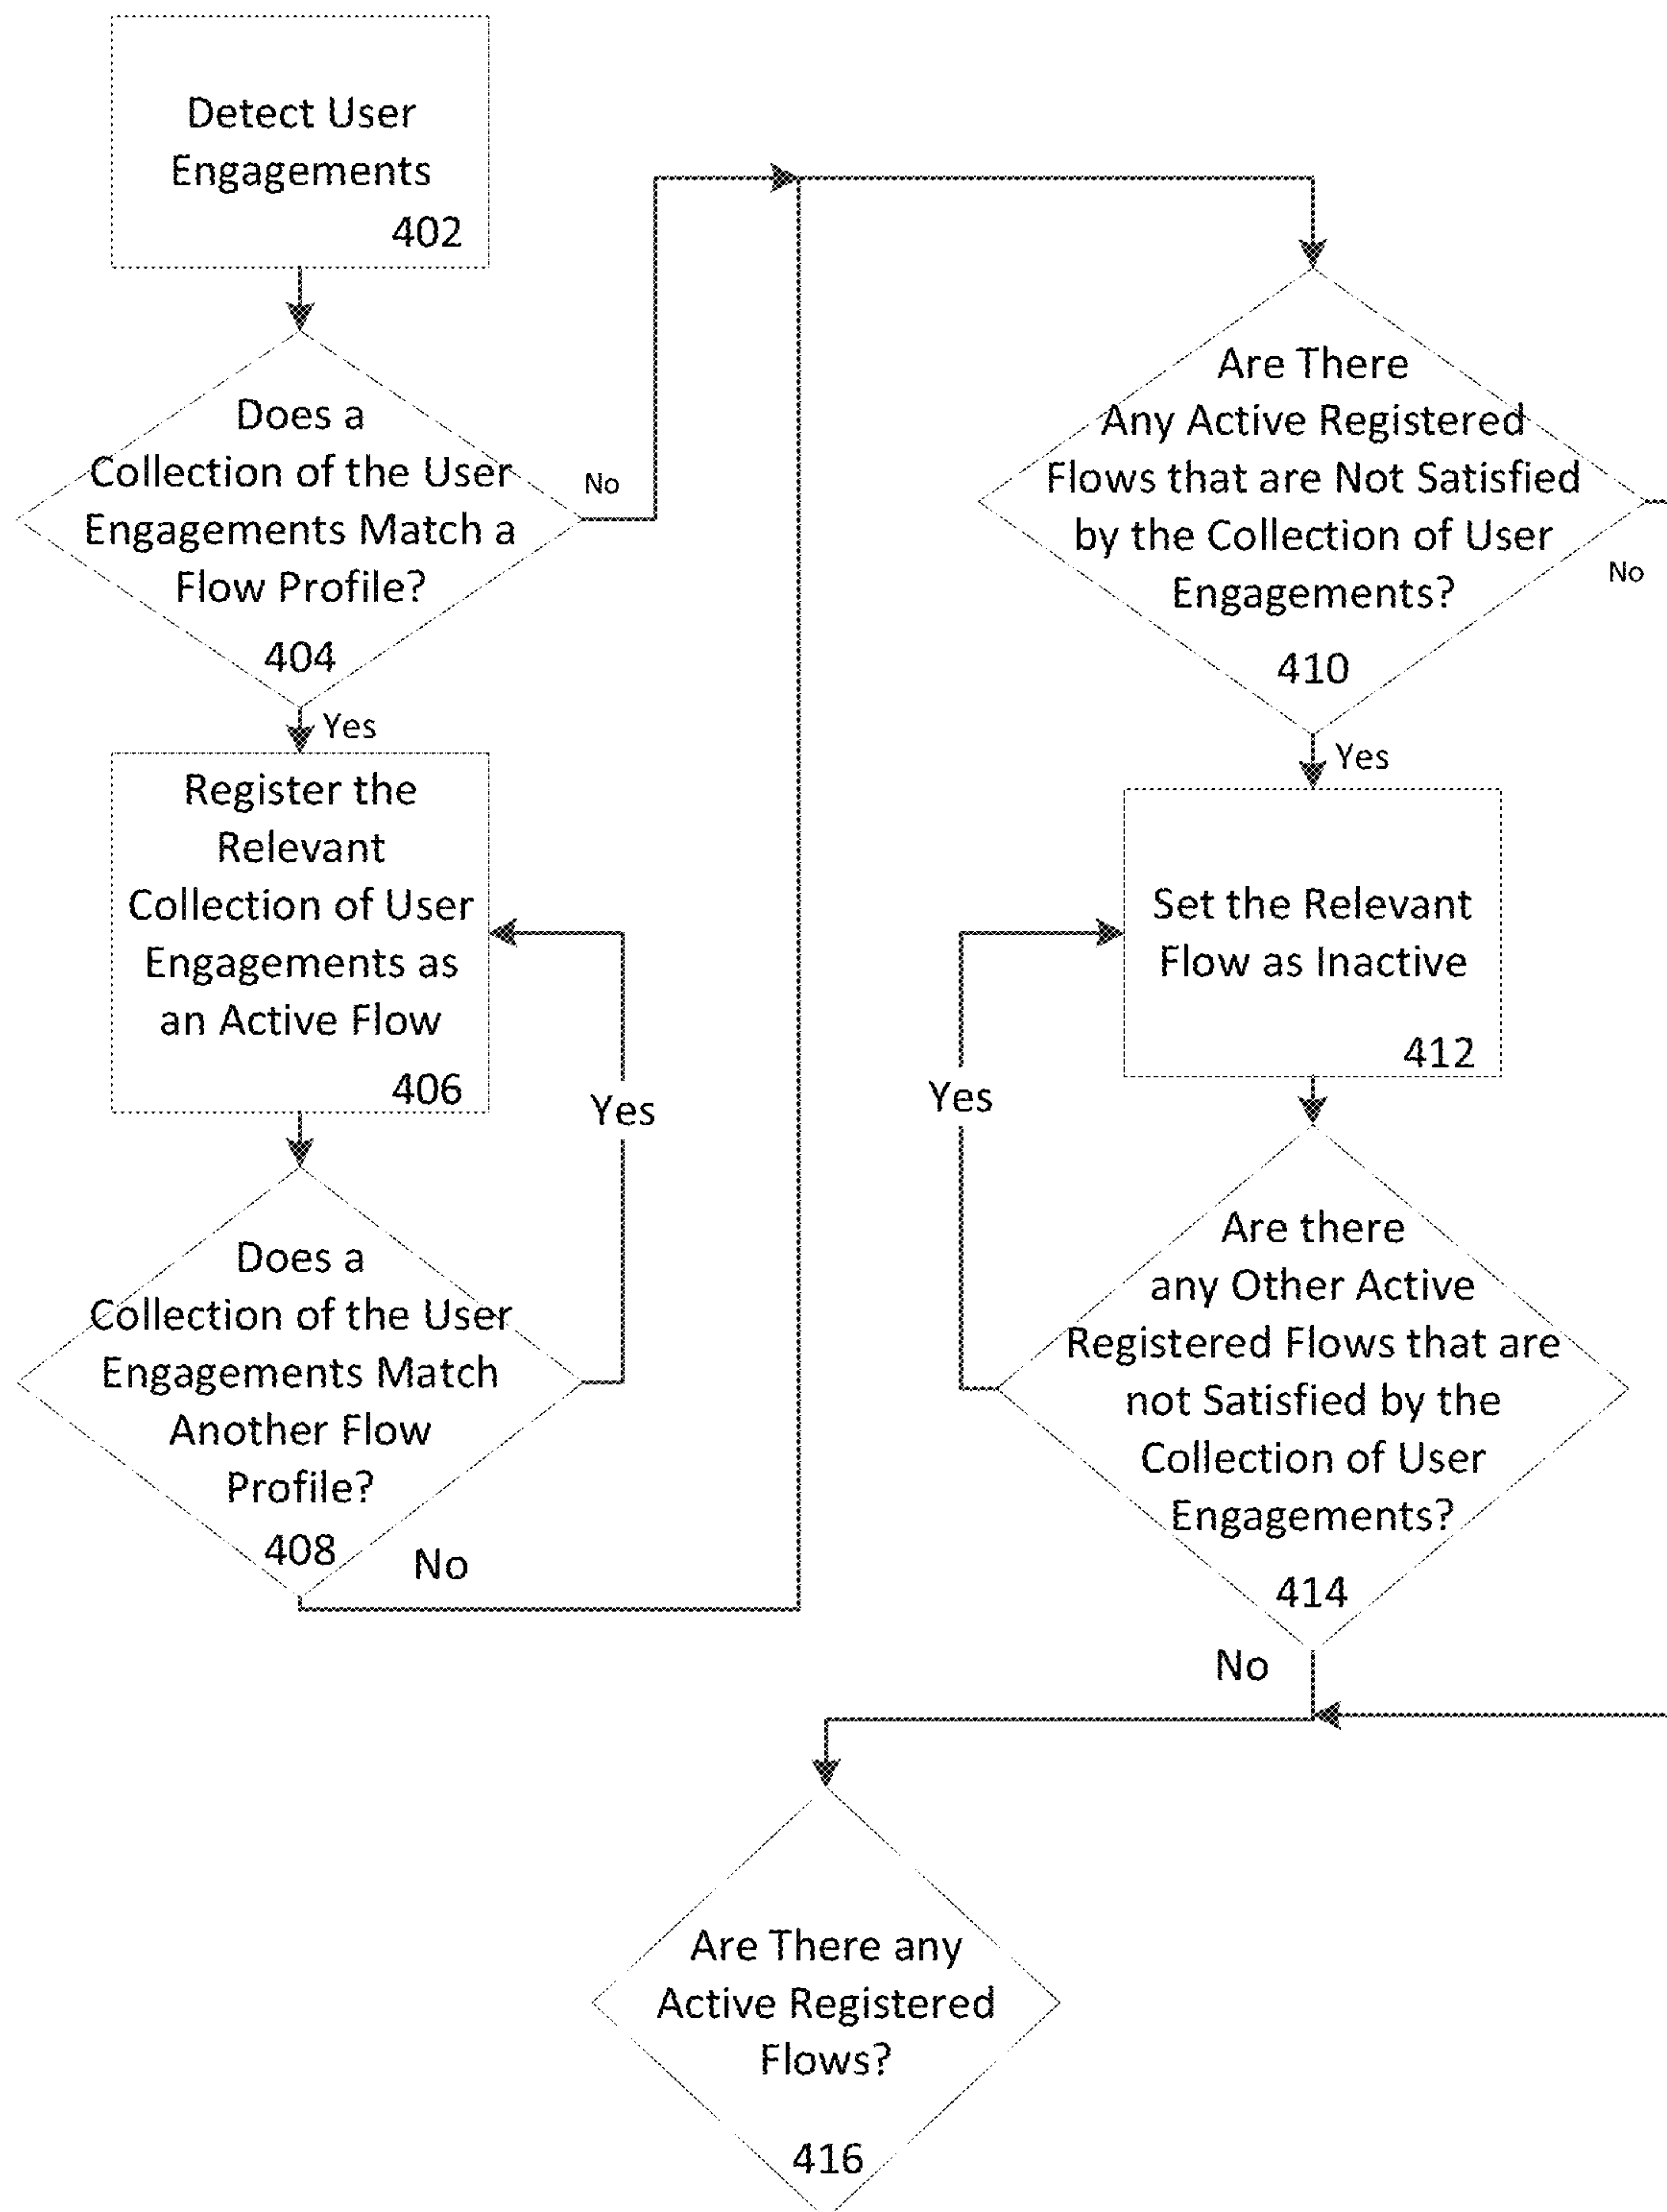 Detect User
Engagements
402
Does a
Collection of the User
Engagements Match a
Flow Profile?
404
No
Yes
Register the
Relevant
Collection of User
Engagements as
an Active Flow
406
Yes
Does a
Collection of the User
Engagements Match
Another Flow
Profile?
408
No
Are There
Any Active Registered
Flows that are Not Satisfied
by the Collection of User
Engagements?
410
No
Yes
Set the Relevant
Flow as Inactive
412
Yes
Are there
any Other Active
Registered Flows that are
not Satisfied by the
Collection of User
Engagements?
414
No
Are There any
Active Registered
Flows?
416